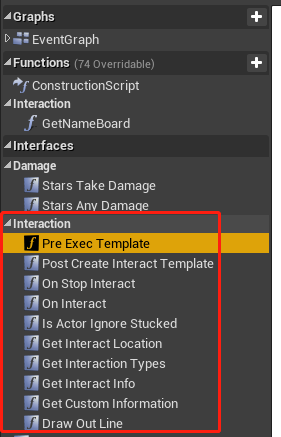 Graphs
EventGraph
Functions (74 Overridable)
ConstructionScript
Interaction
GetNameBoard
Interfaces
Damage
Stars Take Damage
Stars Any Damage
Interaction
Pre Exec Template
Post Create Interact Template
On Stop Interact
On Interact
Is Actor Ignore Stucked
Get Interact Location
Get Interaction Types
Get Interact Info
Get Custom Information
Draw Out Line